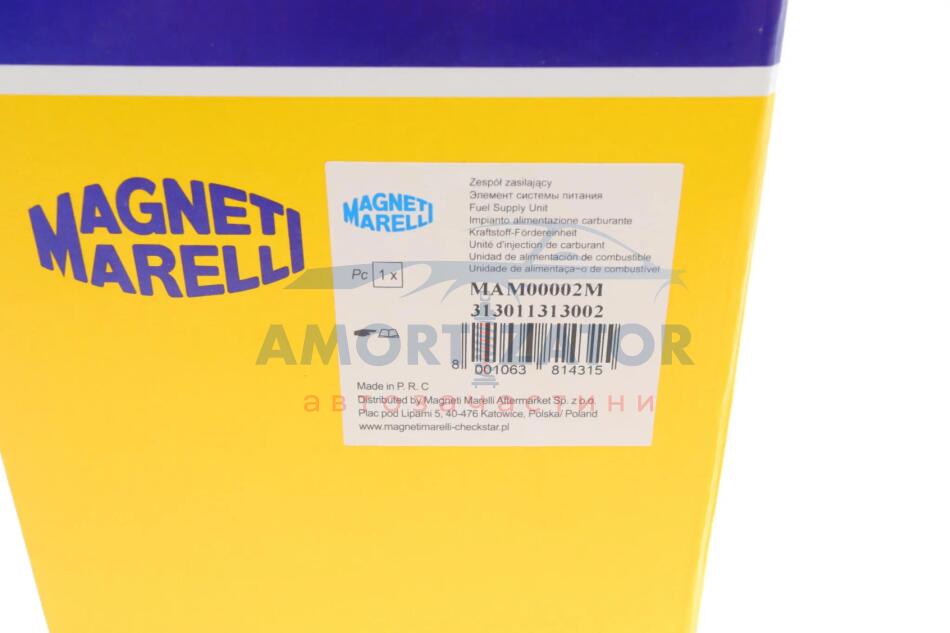 MAGNETI
MARELLI
MAGNETI
MARELLI
Zespół zasilający
Элемент системы питания
Fuel Supply Unit
Impianto alimentazione carburante
Kraftstoff-Fördereinheit
Unité d'injection de carburant
Unidad de alimentación de combustible
Unidade de alimentaça~o de combustível
Pc 1 x
MAM00002M
313011313002
AMORTIZATOR
8 001063 814315
Made in P. R. C
автозапчастини
Distributed by Magneti Marelli Aftermarket Sp. z o.o.
Plac pod Lipami 5, 40-476 Katowice, Polska/ Poland
www.magnetimarelli-checkstar.pl